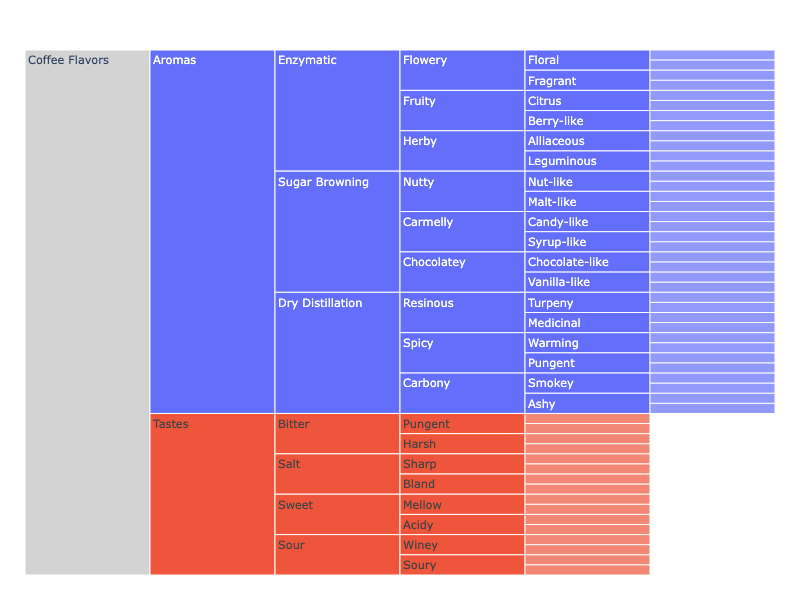 Coffee Flavors
Aromas
Enzymatic
Flowery
Floral
Fragrant
Fruity
Citrus
Berry-like
Herby
Alliaceous
Leguminous
Sugar Browning
Nutty
Nut-like
Malt-like
Carmelly
Candy-like
Syrup-like
Chocolatey
Chocolate-like
Vanilla-like
Dry Distillation
Resinous
Turpeny
Medicinal
Spicy
Warming
Pungent
Carbony
Smokey
Ashy
Tastes
Bitter
Pungent
Harsh
Salt
Sharp
Bland
Sweet
Mellow
Acidy
Sour
Winey
Soury